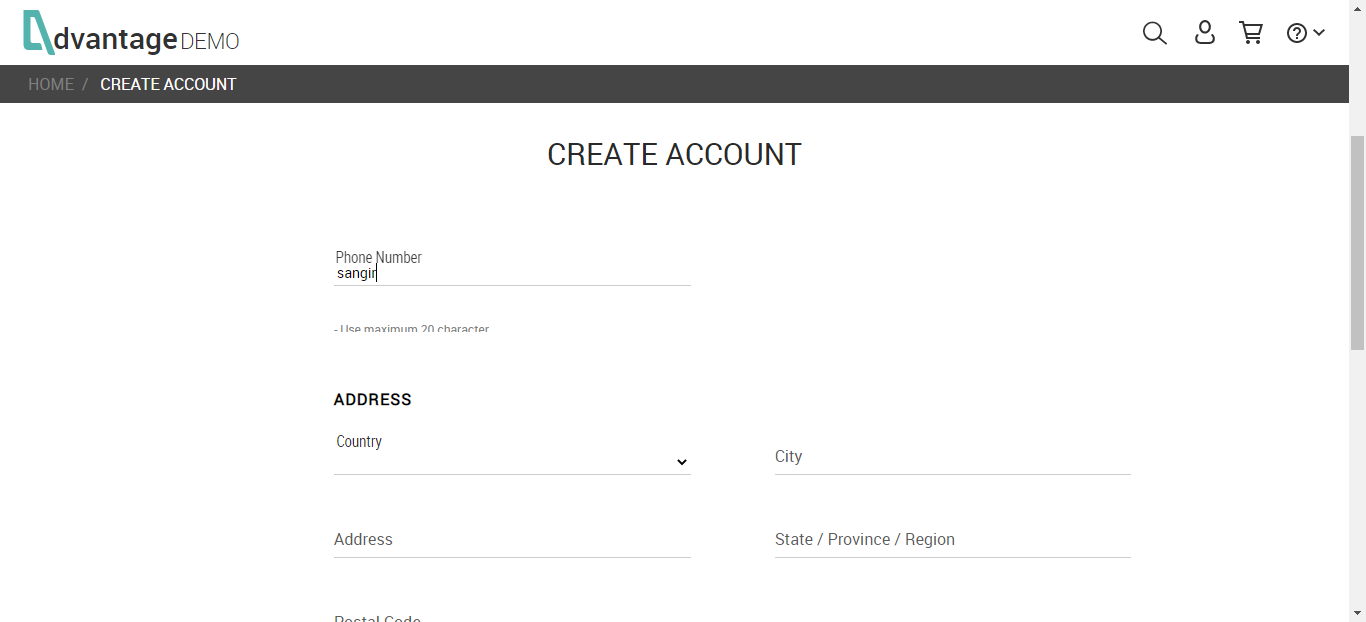 dvantage DEMO
HOME / CREATE ACCOUNT
CREATE ACCOUNT
Phone Number
sangir
- Use maximum 20 character
ADDRESS
Country
City
Address
State / Province / Region
Postal Code